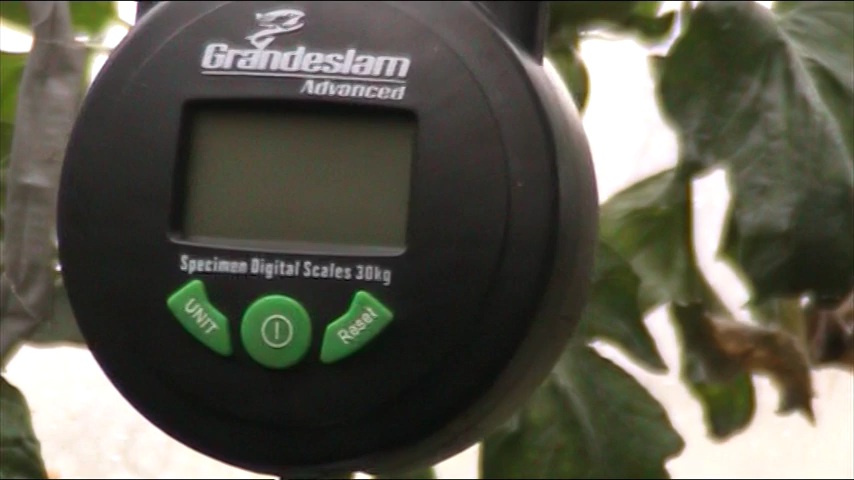 Grandeslam
Advanced
Specimen Digital Scales 30kg
UNIT
Reset